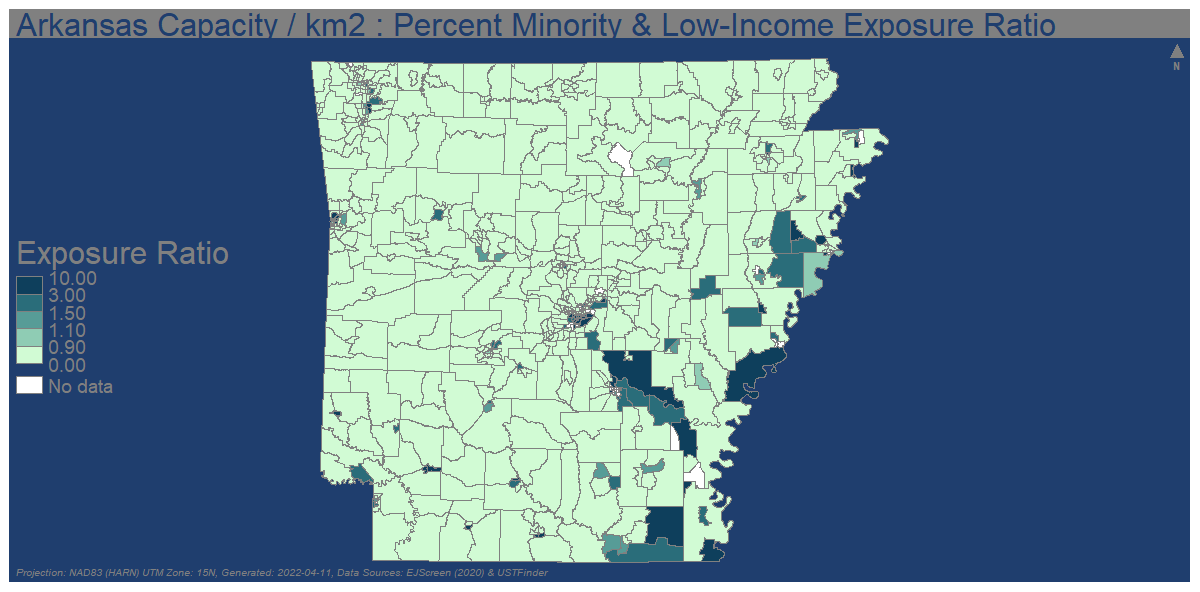 Arkansas Capacity / km2 : Percent Minority & Low-Income Exposure Ratio
N
Exposure Ratio
10.00
3.00
1.50
1.10
0.90
0.00
No data
Projection: NAD83 (HARN) UTM Zone: 15N, Generated: 2022-04-11, Data Sources: EJScreen (2020) & USTFinder